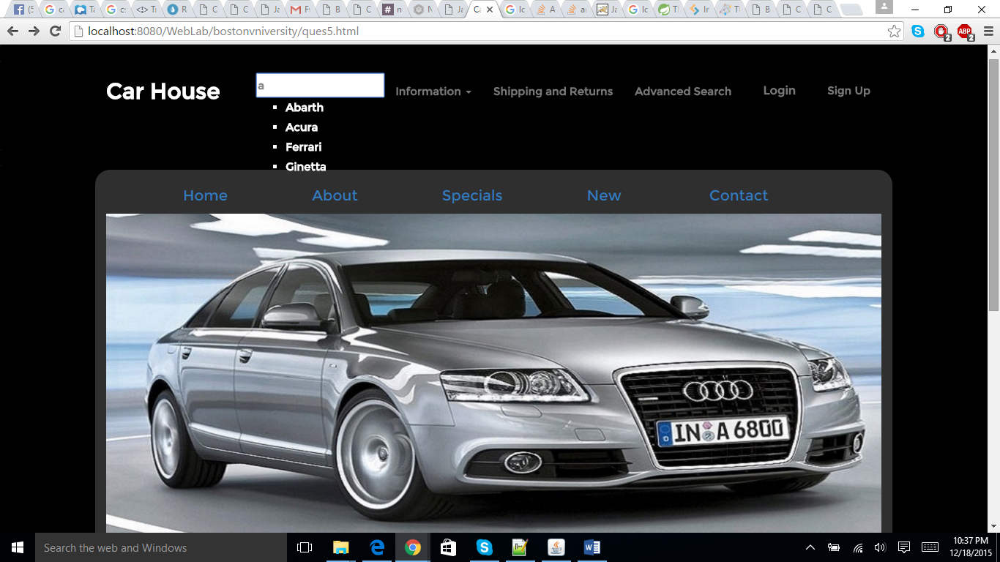 localhost:8080/WebLab/bostonvniversity/ques5.html
Car House
a
Information
Shipping and Returns
Advanced Search
Login
Sign Up
Abarth
Acura
Ferrari
Ginetta
Home
About
Specials
New
Contact
IN A 6800
Search the web and Windows
10:37 PM
12/18/2015